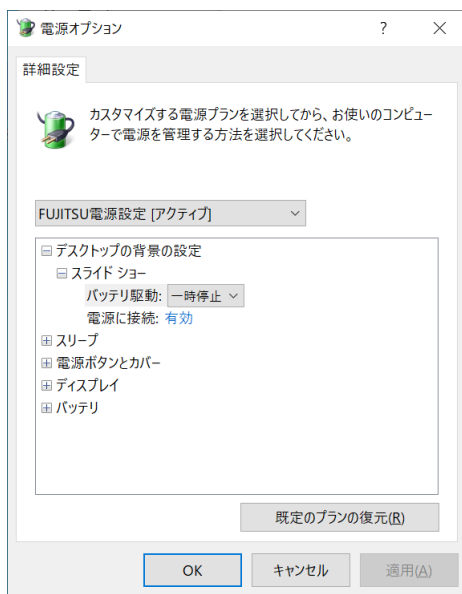 電源オプション
詳細設定
カスタマイズする電源プランを選択してから、お使いのコンピュー
ターで電源を管理する方法を選択してください。
FUJITSU電源設定 [アクティブ]
デスクトップの背景の設定
スライド ショー
バッテリ駆動: 一時停止
電源に接続: 有効
スリープ
電源ボタンとカバー
ディスプレイ
バッテリ
既定のプランの復元(R)
OK キャンセル 適用(A)